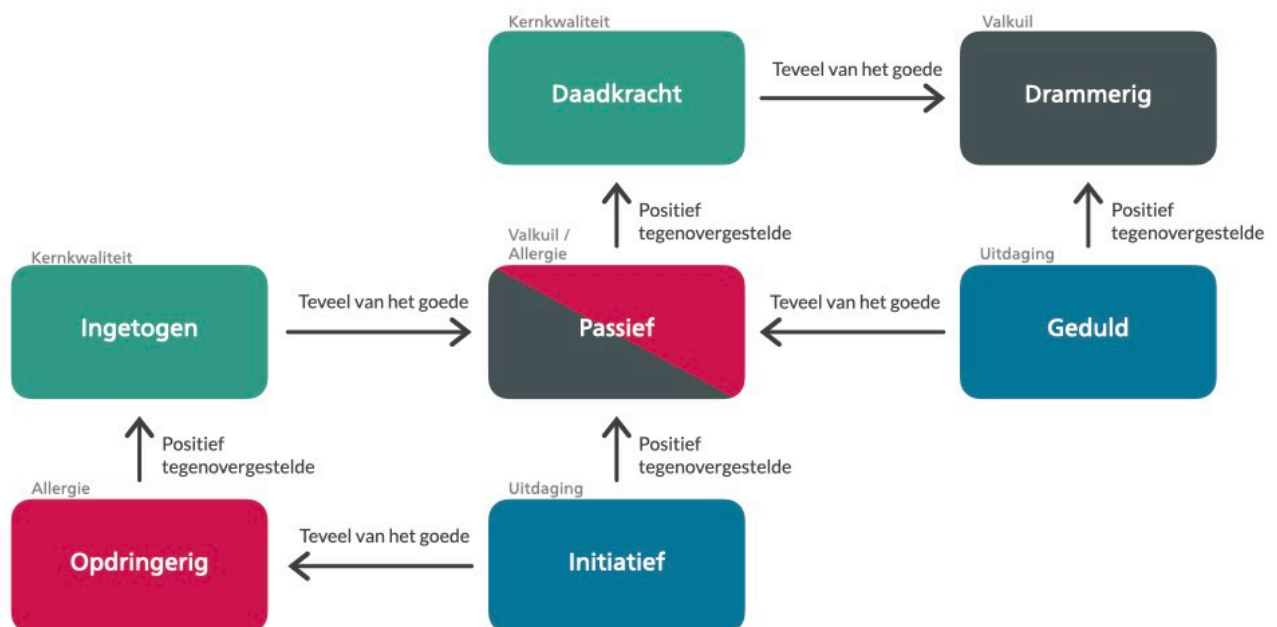 Kernkwaliteit
Valkuil
Daadkracht
Teveel van het goede
Drammerig
Positief
tegenovergestelde
Positief
tegenovergestelde
Kernkwaliteit
Valkuil /
Allergie
Uitdaging
Ingetogen
Teveel van het goede
Passief
Teveel van het goede
Geduld
Positief
tegenovergestelde
Positief
tegenovergestelde
Allergie
Uitdaging
Opdringerig
Teveel van het goede
Initiatief